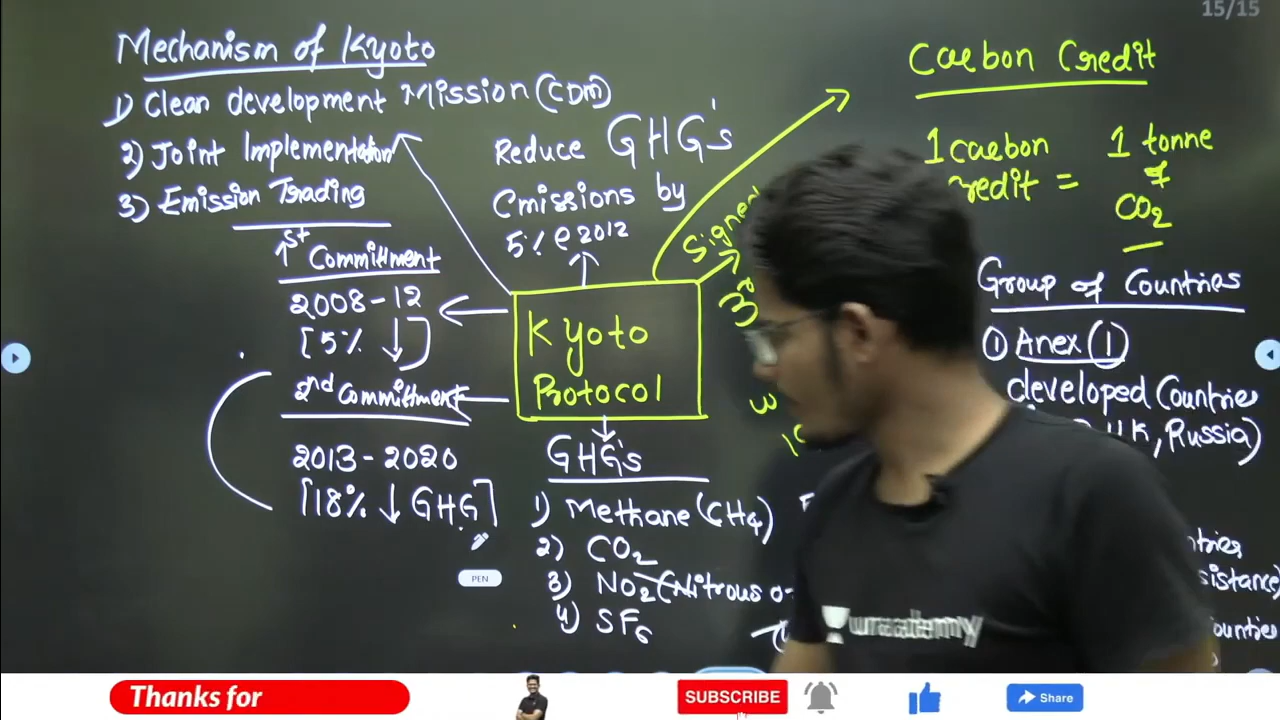 15/15
Mechanism of Kyoto
1) Clean development Mission (CDM)
2) Joint Implementation
3) Emission Trading
1st Commitment
2008-12
[5% ↓]
2nd Commitment
2013-2020
[18% ↓ GHG]
PEN
Reduce GHG's
Emissions by
5% @ 2012
Kyoto
Protocol
GHG's
1) Methane (CH4)
2) CO2
3) NO2 (Nitrous
4) SF6
Signed
Carbon Credit
1 carbon
credit =
1 tonne
of
CO2
Group of Countries
① Anex (1)
developed Countries
U.K, Russia)
unacademy
Thanks for
SUBSCRIBE
Share